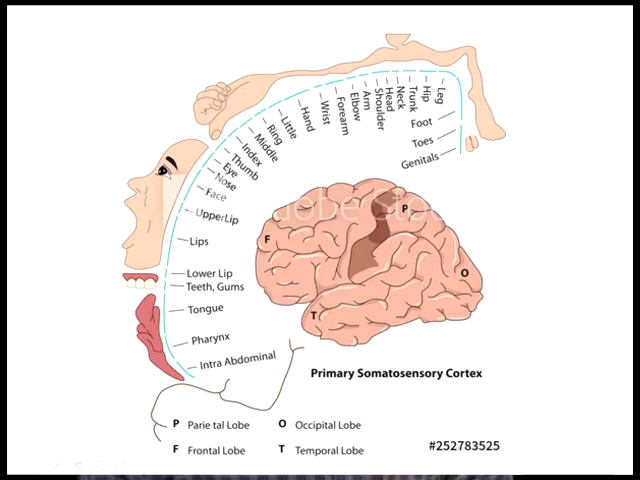 Leg
Hip
Trunk
Neck
Head
Shoulder
Arm
Elbow
Forearm
Wrist
Hand
Little
Ring
Middle
Index
Thumb
Eye
Nose
Face
UpperLip
Lips
Lower Lip
Teeth, Gums
Tongue
Pharynx
Intra Abdominal
Foot
Toes
Genitals
F
P
O
T
Primary Somatosensory Cortex
P Parie tal Lobe O Occipital Lobe
F Frontal Lobe T Temporal Lobe
#252783525